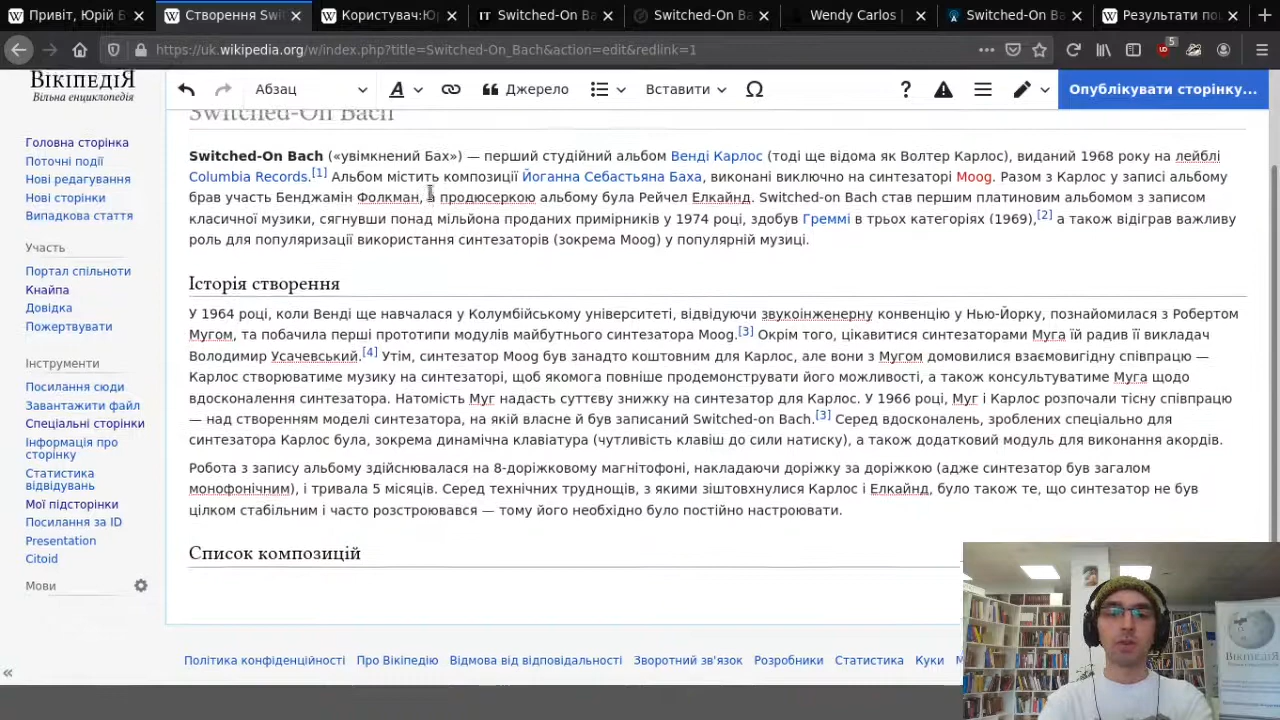 Привіт, Юрій Б
Створення Swit
Користувач:Юр
Switched-On Ba
Switched-On Ba
Wendy Carlos |
Switched-On Ba
Результати пош
https://uk.wikipedia.org/w/index.php?title=Switched-On_Bach&action=edit&redlink=1
5
ВікіпедіЯ
Вільна енциклопедія
Абзац
Джерело
Вставити
Опублікувати сторінку...
Головна сторінка
Поточні події
Нові редагування
Нові сторінки
Випадкова стаття
Участь
Портал спільноти
Кнайпа
Довідка
Пожертвувати
Інструменти
Посилання сюди
Завантажити файл
Спеціальні сторінки
Інформація про
сторінку
Статистика
відвідувань
Мої підсторінки
Посилання за ID
Presentation
Citoid
Мови
Switched-On Bach
Switched-On Bach («увімкнений Бах») — перший студійний альбом Венді Карлос (тоді ще відома як Волтер Карлос), виданий 1968 року на лейблі
Columbia Records.[1] Альбом містить композиції Йоганна Себастьяна Баха, виконані виключно на синтезаторі Moog. Разом з Карлос у записі альбому
брав участь Бенджамін Фолкман, а продюсеркою альбому була Рейчел Елкайнд. Switched-on Bach став першим платиновим альбомом з записом
класичної музики, сягнувши понад мільйона проданих примірників у 1974 році, здобув Греммі в трьох категоріях (1969),[2] а також відіграв важливу
роль для популяризації використання синтезаторів (зокрема Moog) у популярній музиці.
Історія створення
У 1964 році, коли Венді ще навчалася у Колумбійському університеті, відвідуючи звукоінженерну конвенцію у Нью-Йорку, познайомилася з Робертом
Мугом, та побачила перші прототипи модулів майбутнього синтезатора Moog.[3] Окрім того, цікавитися синтезаторами Муга їй радив її викладач
Володимир Усачевський.[4] Утім, синтезатор Moog був занадто коштовним для Карлос, але вони з Мугом домовилися взаємовигідну співпрацю —
Карлос створюватиме музику на синтезаторі, щоб якомога повніше продемонструвати його можливості, а також консультуватиме Муга щодо
вдосконалення синтезатора. Натомість Муг надасть суттєву знижку на синтезатор для Карлос. У 1966 році, Муг і Карлос розпочали тісну співпрацю
— над створенням моделі синтезатора, на якій власне й був записаний Switched-on Bach.[3] Серед вдосконалень, зроблених спеціально для
синтезатора Карлос була, зокрема динамічна клавіатура (чутливість клавіш до сили натиску), а також додатковий модуль для виконання акордів.
Робота з запису альбому здійснювалася на 8-доріжковому магнітофоні, накладаючи доріжку за доріжкою (адже синтезатор був загалом
монофонічним), і тривала 5 місяців. Серед технічних труднощів, з якими зіштовхнулися Карлос і Елкайнд, було також те, що синтезатор не був
цілком стабільним і часто розстроювався — тому його необхідно було постійно настроювати.
Список композицій
Політика конфіденційності
Про Вікіпедію
Відмова від відповідальності
Зворотний зв'язок
Розробники
Статистика
Куки
ВікіпедіЯ